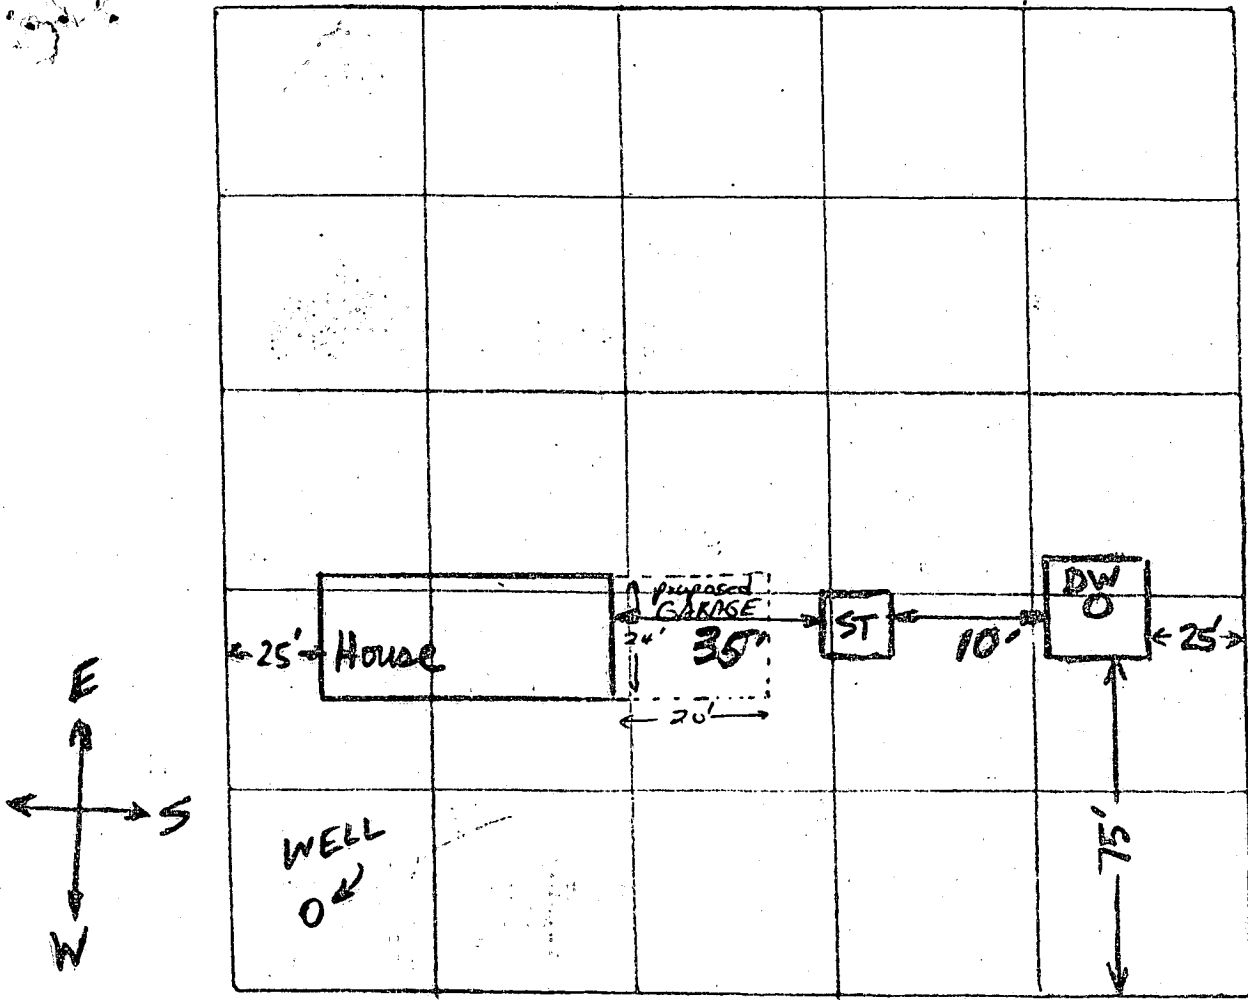 proposed
GARAGE
24'
35'
20'
25'
House
ST
10'
DW
25'
75'
E
S
W
WELL